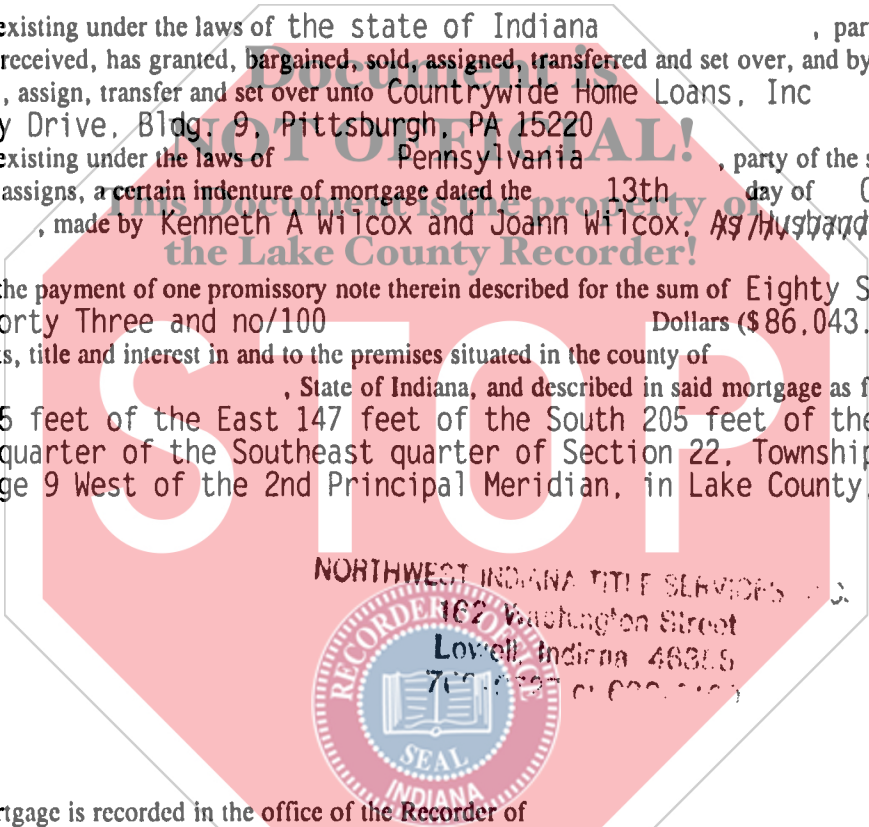 existing under the laws of the state of Indiana , par
received, has granted, bargained, sold, assigned, transferred and set over, and by
, assign, transfer and set over unto Countrywide Home Loans, Inc
y Drive, Bldg. 9, Pittsburgh, PA 15220
existing under the laws of Pennsylvania , party of the s
assigns, a certain indenture of mortgage dated the 13th day of O
, made by Kenneth A Wilcox and Joann Wilcox, As/Husband
the payment of one promissory note therein described for the sum of Eighty S
orty Three and no/100 Dollars ($86,043.
s, title and interest in and to the premises situated in the county of
, State of Indiana, and described in said mortgage as f
5 feet of the East 147 feet of the South 205 feet of the
quarter of the Southeast quarter of Section 22, Township
ge 9 West of the 2nd Principal Meridian, in Lake County,
Document is
NOT OFFICIAL!
This Document is the property of
the Lake County Recorder!
STOP
NORTHWEST INDIANA TITLE SERVICES
162 Washington Street
Lowell, Indiana
RECORDER'S OFFICE
SEAL
INDIANA
rtgage is recorded in the office of the Recorder of